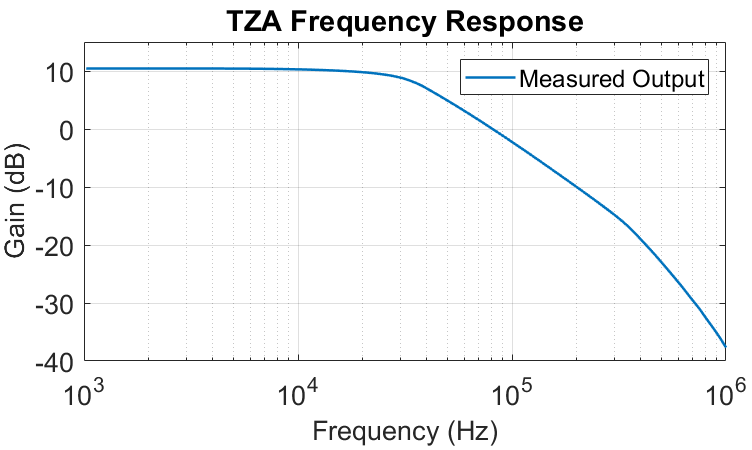 TZA Frequency Response
Measured Output
Gain (dB)
10
0
-10
-20
-30
-40
10^3 10^4 10^5 10^6
Frequency (Hz)